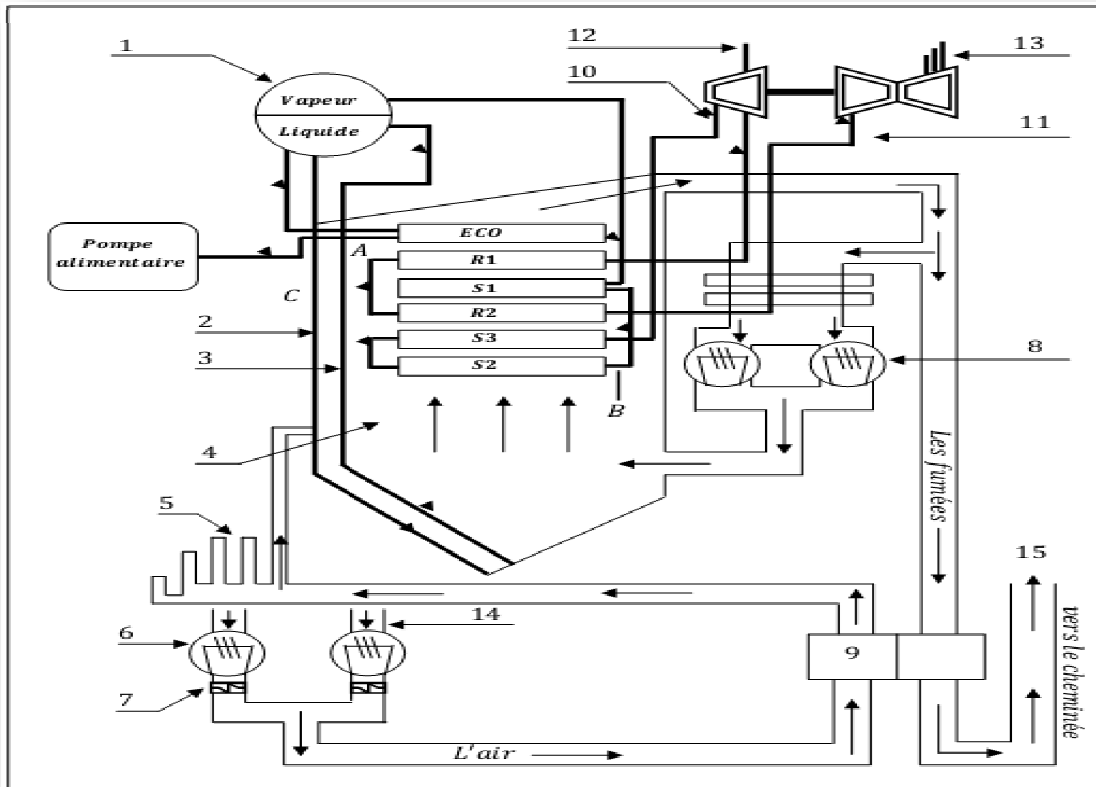 1
12
13
10
11
Vapeur
Liquide
Pompe
alimentaire
ECO
A
R1
S1
C
R2
2
S3
3
S2
8
B
4
Les fumées
5
15
14
6
9
7
vers le cheminée
L'air